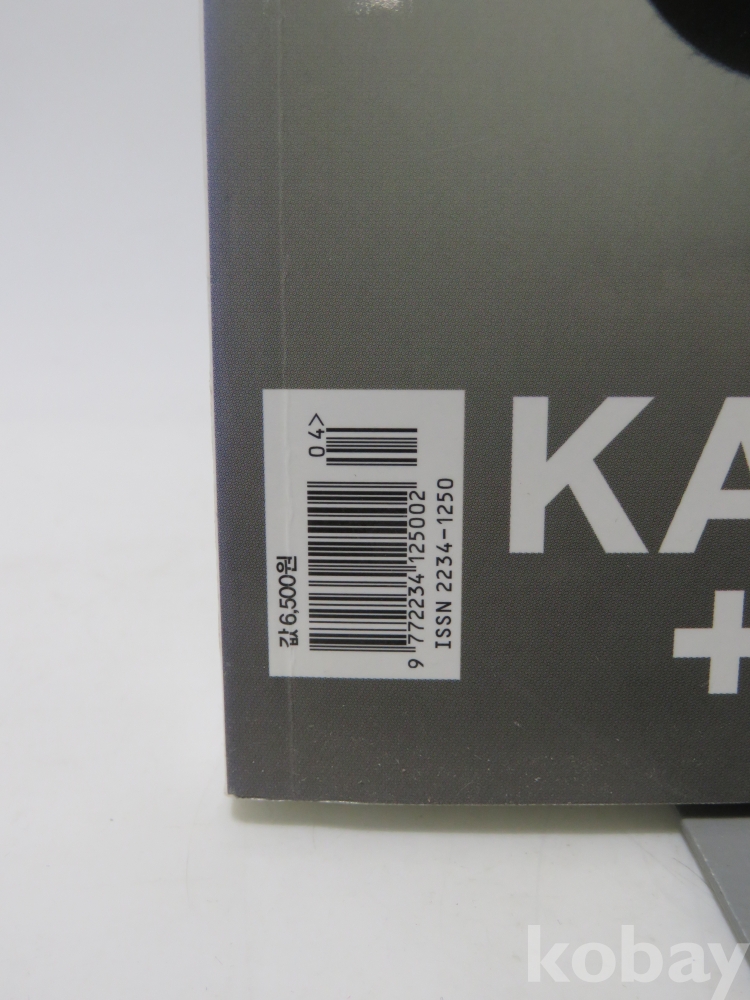 04>
값 6,500원
9 772234 125002
ISSN 2234-1250
KA
+
kobay